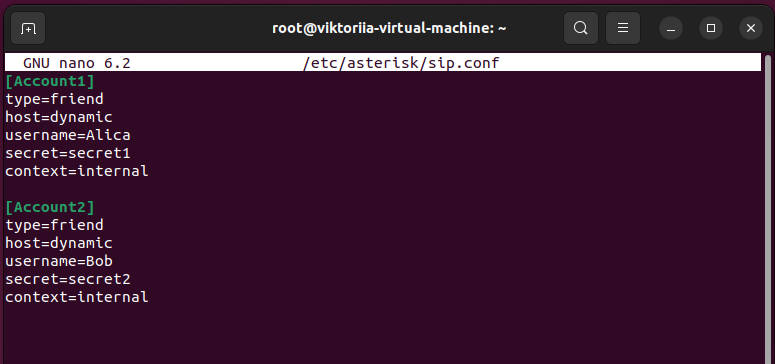 root@viktoriia-virtual-machine: ~
GNU nano 6.2 /etc/asterisk/sip.conf
[Account1]
type=friend
host=dynamic
username=Alica
secret=secret1
context=internal
[Account2]
type=friend
host=dynamic
username=Bob
secret=secret2
context=internal